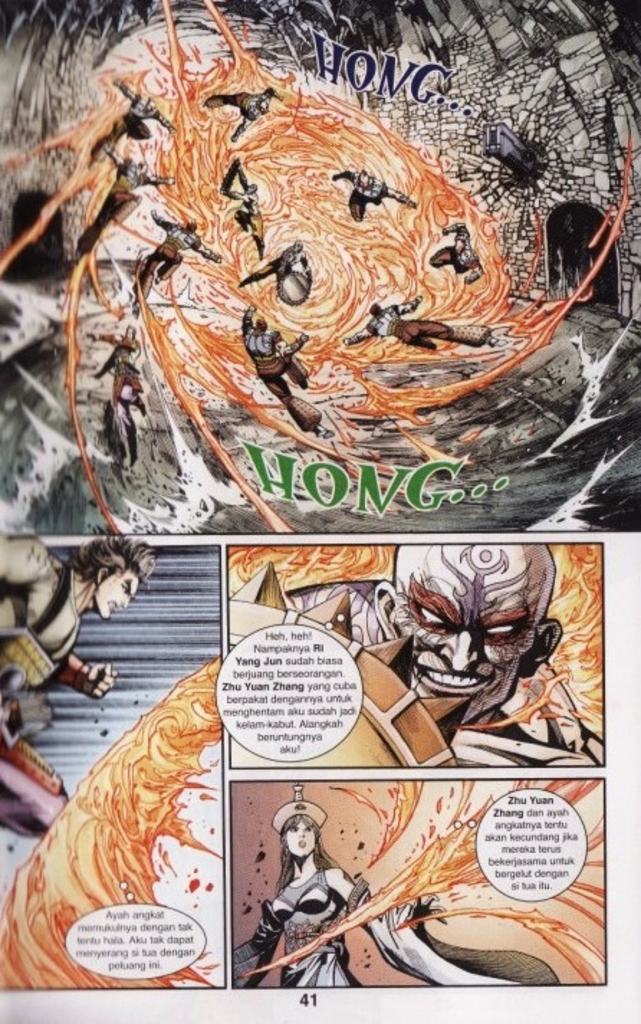 HONG...
HONG...
Heh, heh!
Nampaknya RI
Yang Jun sudah biasa
berjuang berseorangan.
Zhu Yuan Zhang yang cuba
berpakat dengannya untuk
menghentam aku sudah jadi
kelam-kabut. Alangkah
beruntungnya
aku!
Ayah angkat
memukulnya dengan tak
tentu hala. Aku tak dapat
menyerang si tua dengan
peluang ini.
Zhu Yuan
Zhang dan ayah
angkatnya tentu
akan kecundang jika
mereka terus
bekerjasama untuk
bergelut dengan
si tua itu.
41